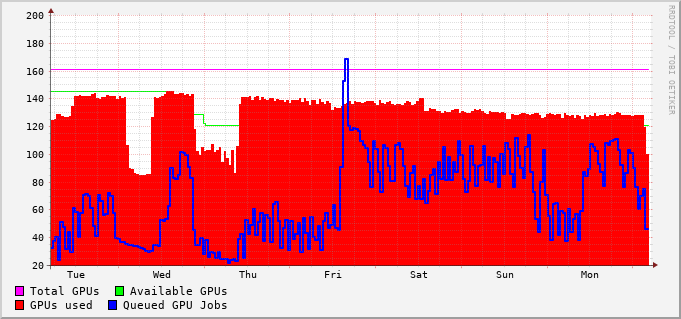 200
180
160
140
120
100
80
60
40
20
Tue Wed Thu Fri Sat Sun Mon
Total GPUs Available GPUs
GPUs used Queued GPU Jobs
RRDTOOL / TOBI OETIKER